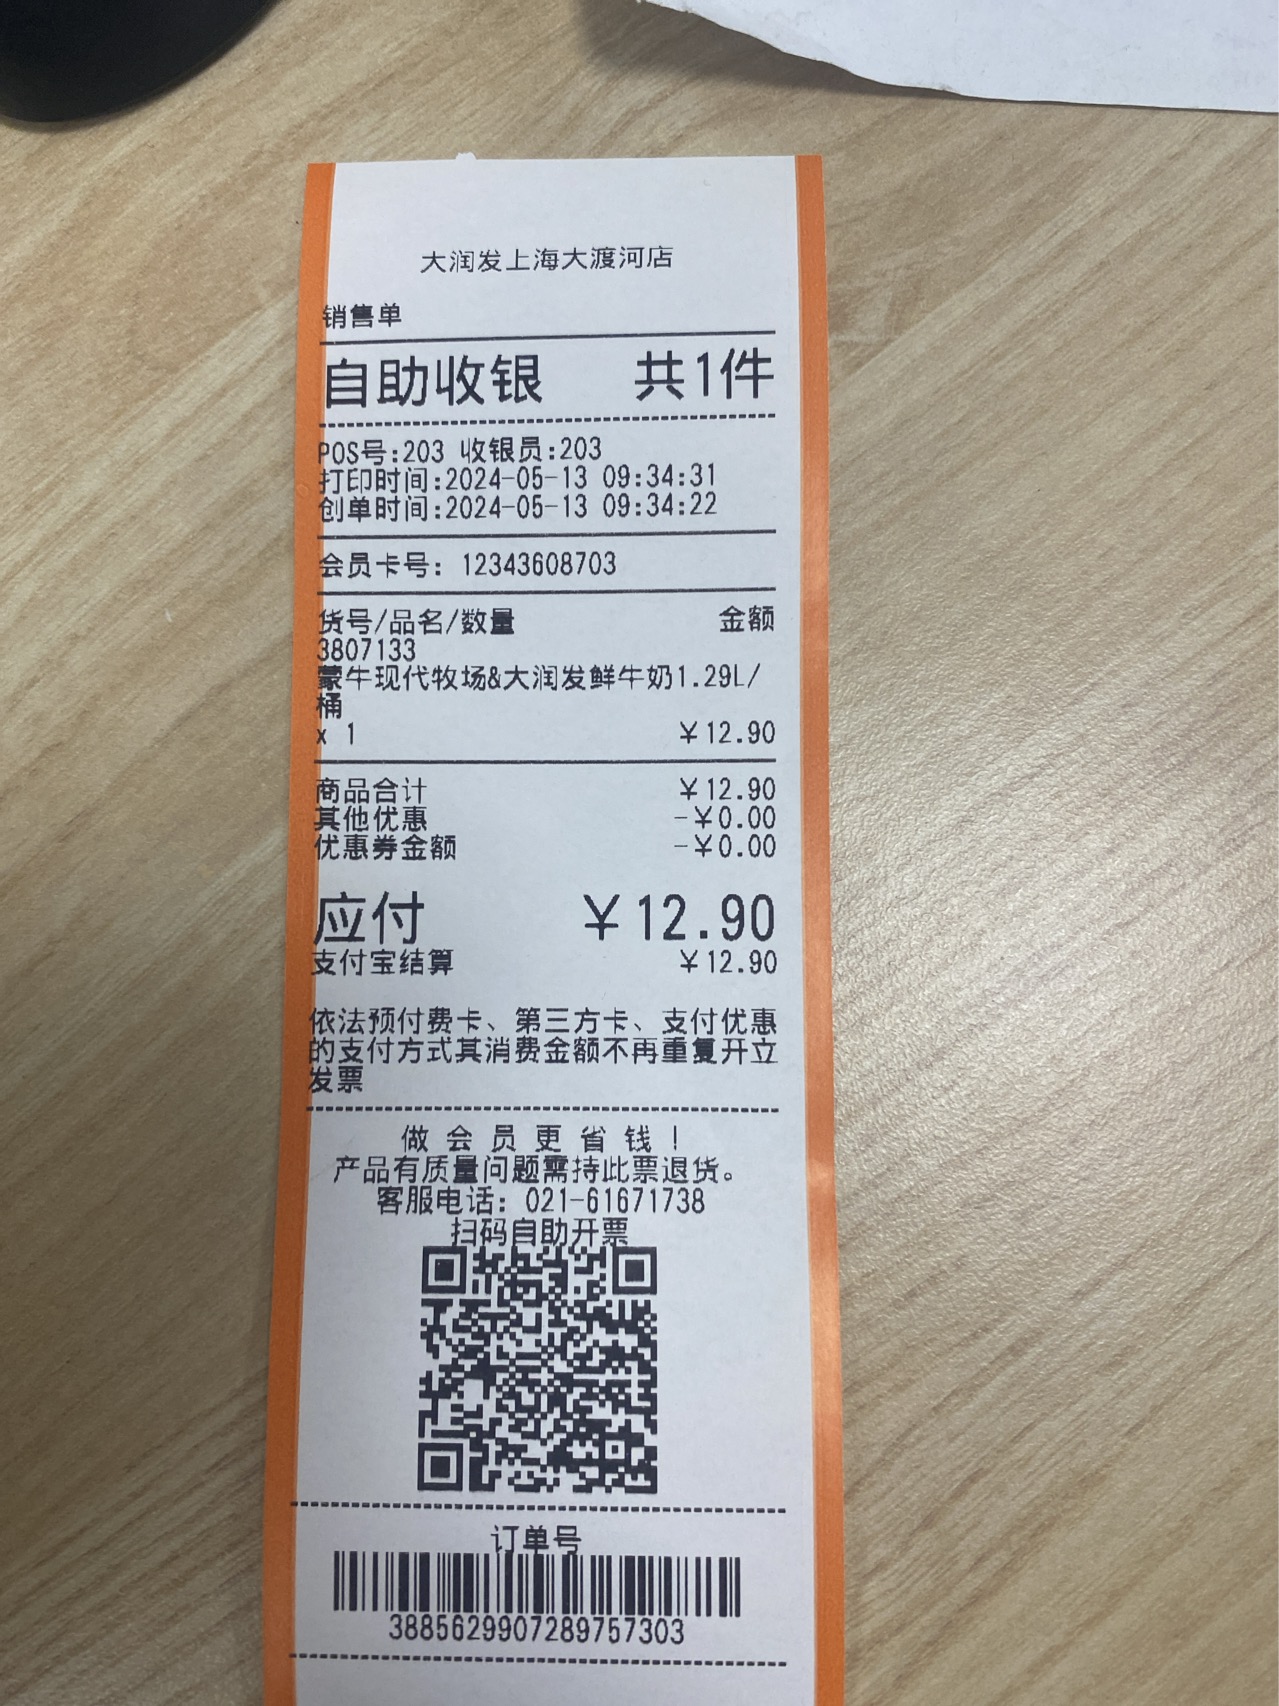 大润发上海大渡河店
销售单
自助收银 共1件
POS号:203 收银员:203
打印时间:2024-05-13 09:34:31
创单时间:2024-05-13 09:34:22
会员卡号: 12343608703
货号/品名/数量 金额
3807133
蒙牛现代牧场&大润发鲜牛奶1.29L/
桶
x 1 ￥12.90
商品合计 ￥12.90
其他优惠 -￥0.00
优惠券金额 -￥0.00
应付 ￥12.90
支付宝结算 ￥12.90
依法预付费卡、第三方卡、支付优惠
的支付方式其消费金额不再重复开立
发票
做会员更省钱！
产品有质量问题需持此票退货。
客服电话: 021-61671738
扫码自助开票
订单号
3885629907289757303